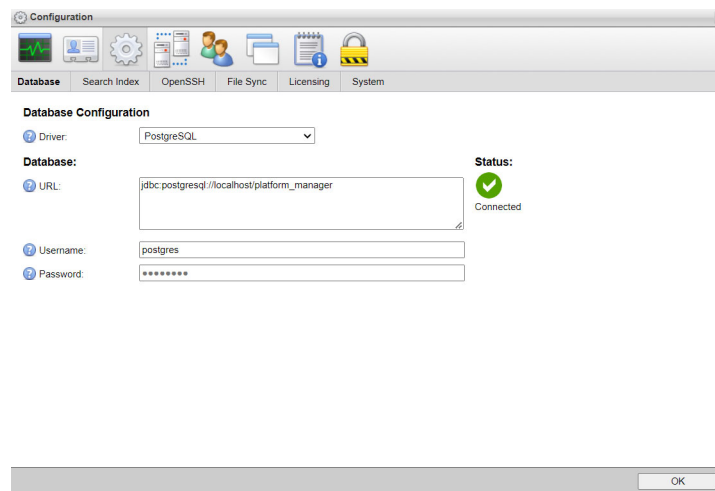 Configuration
Database Search Index OpenSSH File Sync Licensing System
Database Configuration
Driver: PostgreSQL
Database: Status:
URL: jdbc:postgresql://localhost/platform_manager
Connected
Username: postgres
Password: ●●●●●●●●
OK